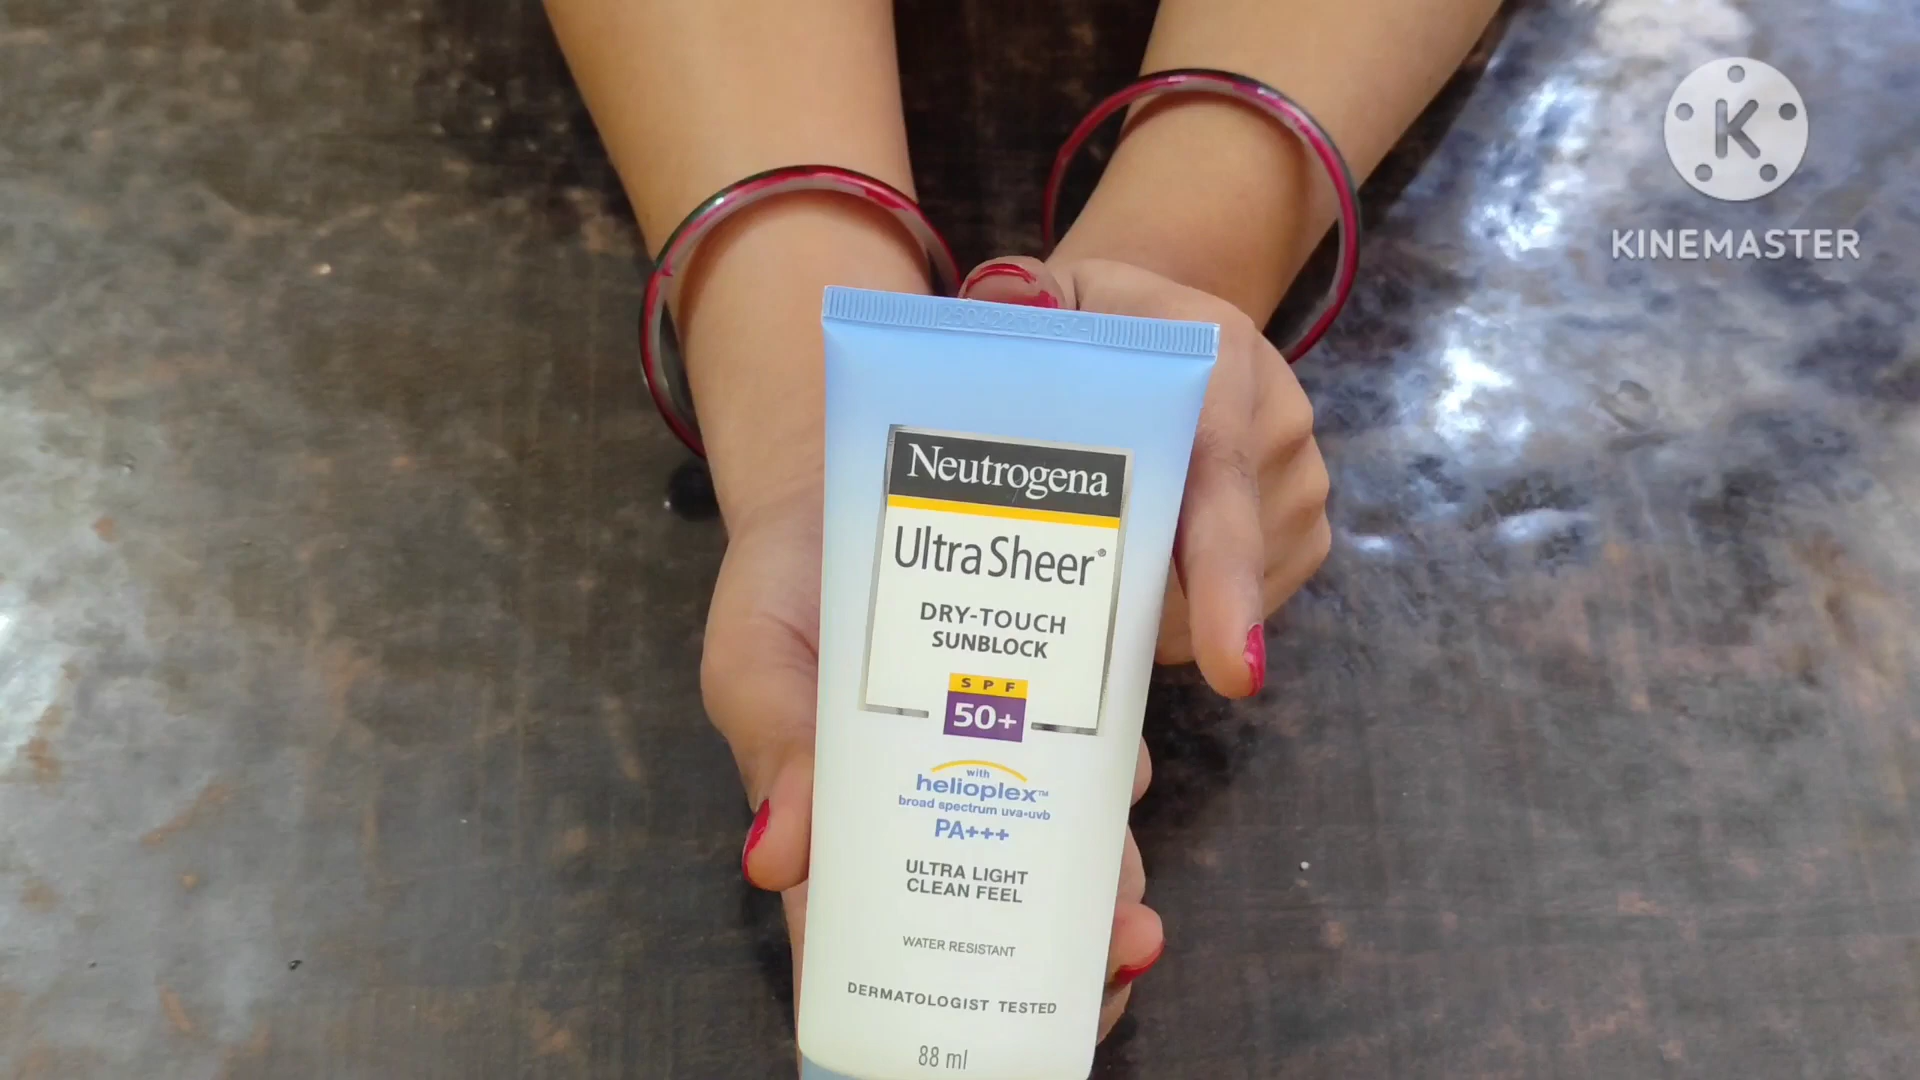 K
KINEMASTER
Neutrogena
Ultra Sheer®
DRY-TOUCH
SUNBLOCK
SPF
50+
with
helioplex™
broad spectrum uva-uvb
PA+++
ULTRA LIGHT
CLEAN FEEL
WATER RESISTANT
DERMATOLOGIST TESTED
88 ml